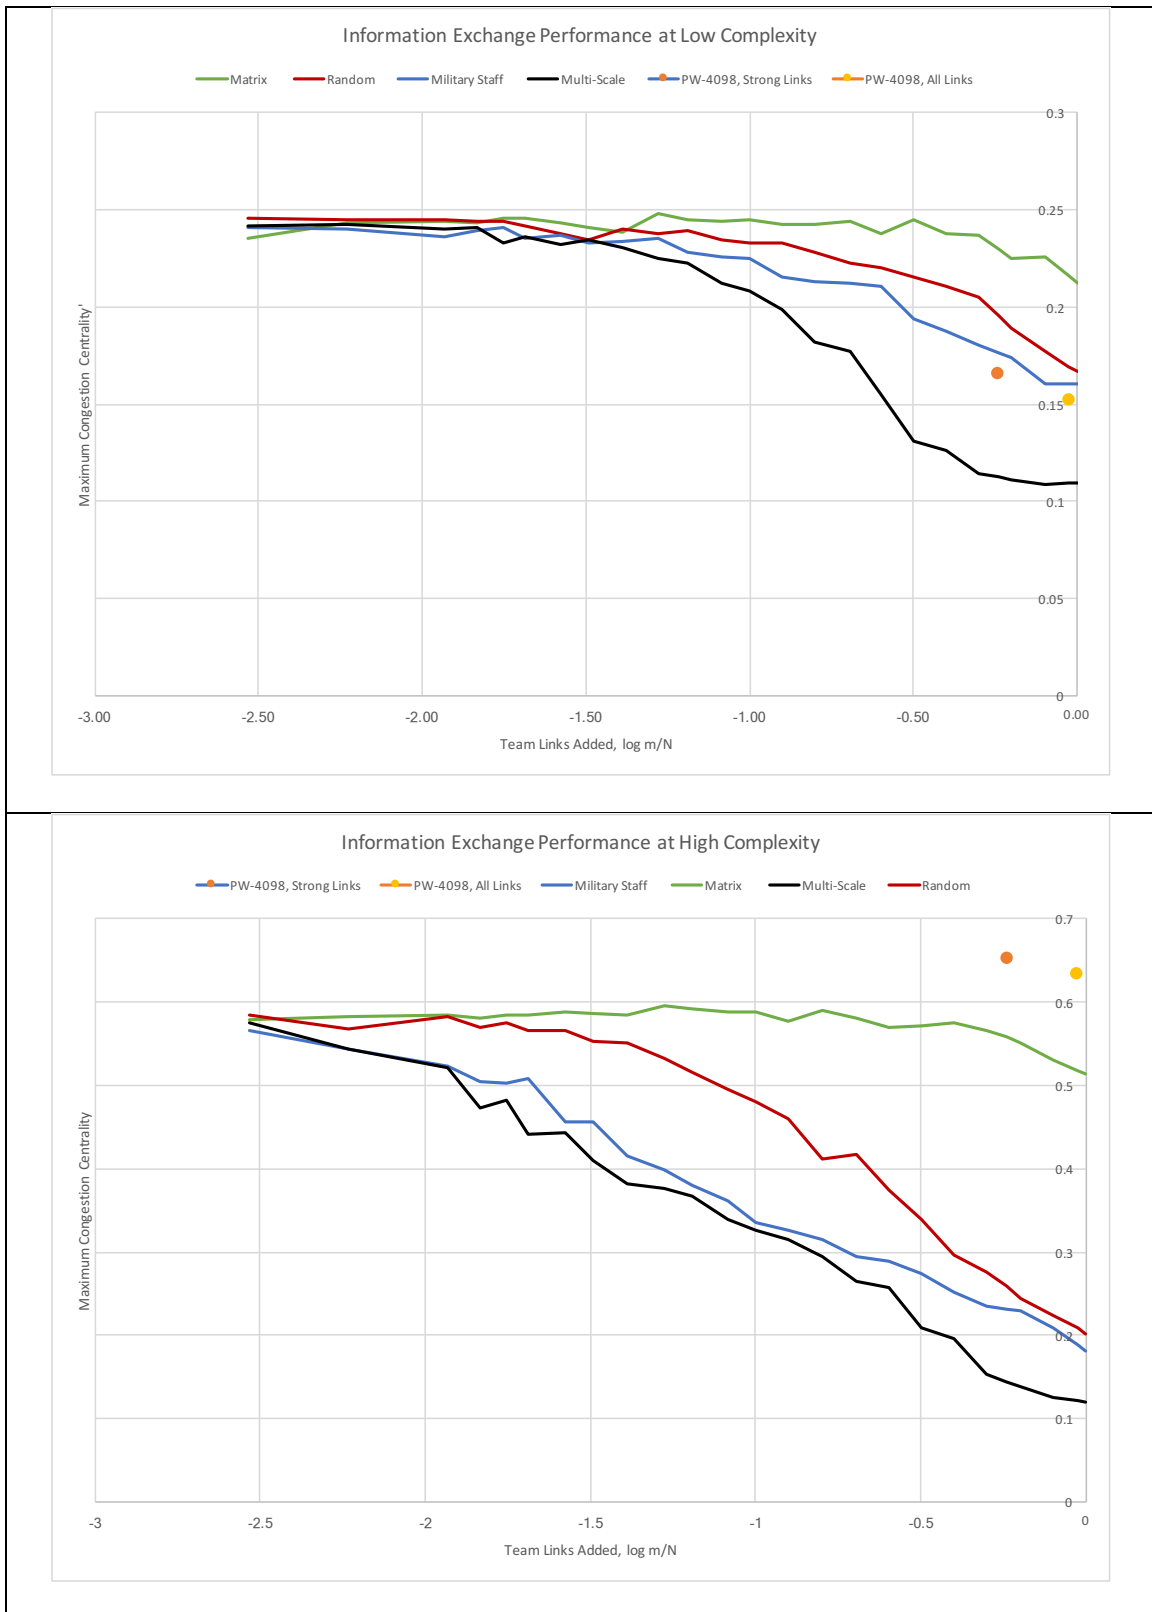 Information Exchange Performance at Low Complexity
Matrix Random Military Staff Multi-Scale PW-4098, Strong Links PW-4098, All Links
0.3
0.25
0.2
0.15
0.1
0.05
0
Maximum Congestion Centrality'
-3.00 -2.50 -2.00 -1.50 -1.00 -0.50 0.00
Team Links Added, log m/N
Information Exchange Performance at High Complexity
PW-4098, Strong Links PW-4098, All Links Military Staff Matrix Multi-Scale Random
0.7
0.6
0.5
0.4
0.3
0.2
0.1
0
Maximum Congestion Centrality
-3 -2.5 -2 -1.5 -1 -0.5 0
Team Links Added, log m/N